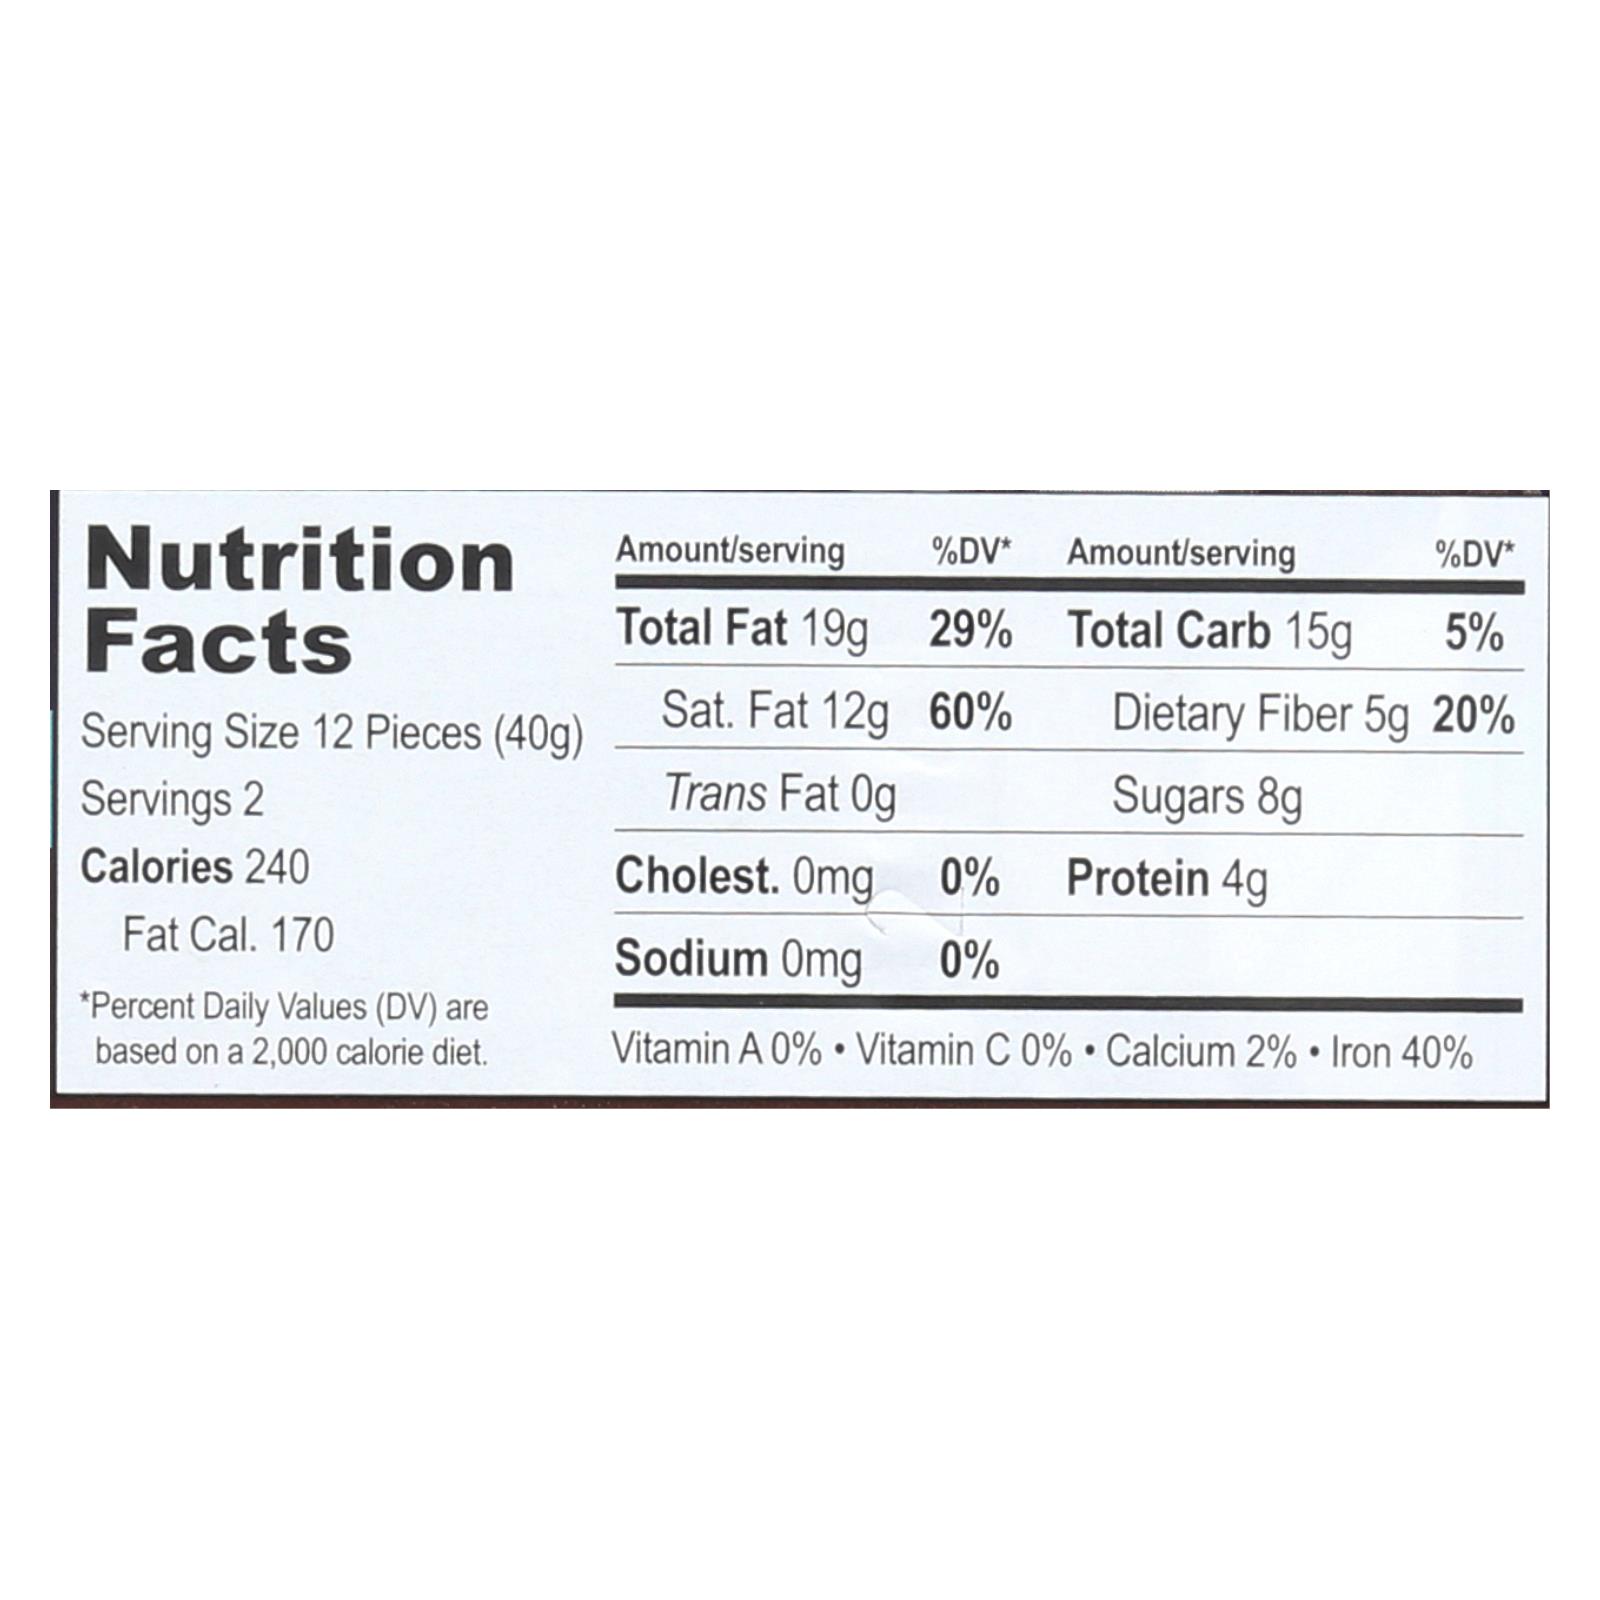 Nutrition
Facts
Serving Size 12 Pieces (40g)
Servings 2
Calories 240
Fat Cal. 170
*Percent Daily Values (DV) are
based on a 2,000 calorie diet.
Amount/serving %DV* Amount/serving %DV*
Total Fat 19g 29% Total Carb 15g 5%
Sat. Fat 12g 60% Dietary Fiber 5g 20%
Trans Fat 0g Sugars 8g
Cholest. 0mg 0% Protein 4g
Sodium 0mg 0%
Vitamin A 0% • Vitamin C 0% • Calcium 2% • Iron 40%